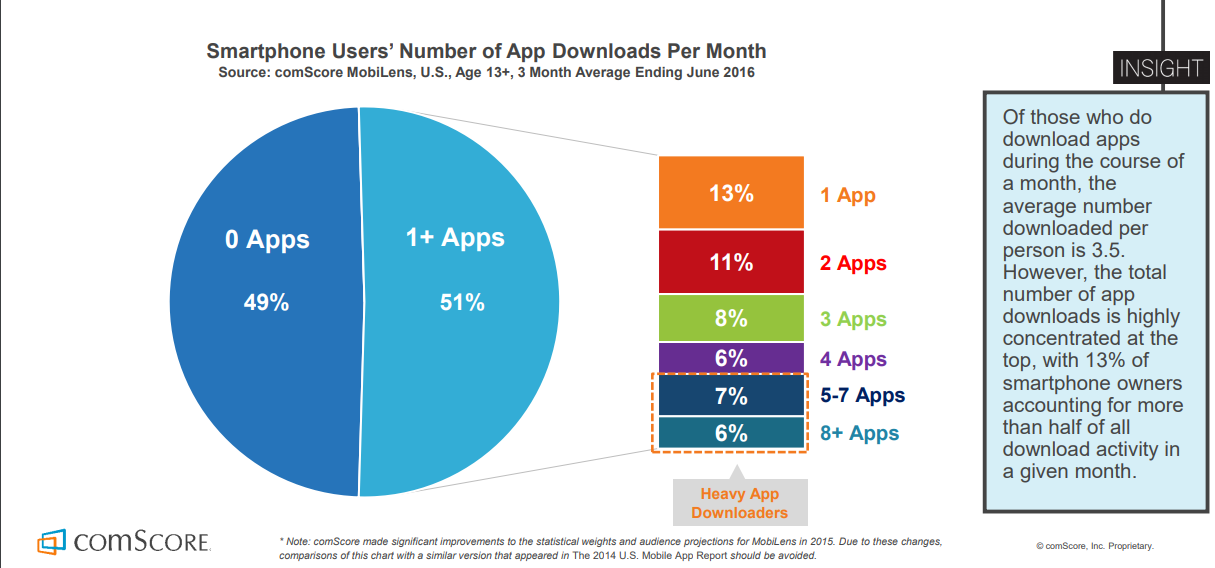 Smartphone Users’ Number of App Downloads Per Month
Source: comScore MobiLens, U.S., Age 13+, 3 Month Average Ending June 2016
0 Apps
49%
1+ Apps
51%
13%
1 App
11%
2 Apps
8%
3 Apps
6%
4 Apps
7%
5-7 Apps
6%
8+ Apps
Heavy App
Downloaders
INSIGHT
Of those who do
download apps
during the course of
a month, the
average number
downloaded per
person is 3.5.
However, the total
number of app
downloads is highly
concentrated at the
top, with 13% of
smartphone owners
accounting for more
than half of all
download activity in
a given month.
comSCORE.
* Note: comScore made significant improvements to the statistical weights and audience projections for MobiLens in 2015. Due to these changes,
comparisons of this chart with a similar version that appeared in The 2014 U.S. Mobile App Report should be avoided.
© comScore, Inc. Proprietary.